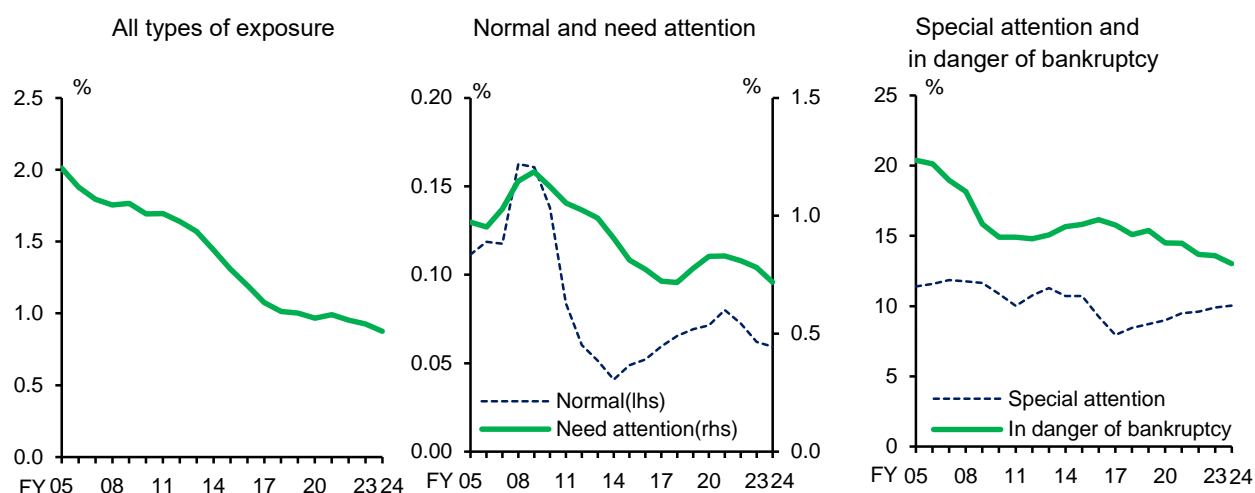 All types of exposure
%
2.5
2.0
1.5
1.0
0.5
0.0
FY 05 08 11 14 17 20 23 24
Normal and need attention
% %
0.20 1.5
0.15
1.0
0.10
0.5
0.05
0.00 0.0
Normal(lhs)
Need attention(rhs)
05 08 11 14 17 20 23 24
Special attention and
in danger of bankruptcy
%
25
20
15
10
5
0
Special attention
In danger of bankruptcy
FY 05 08 11 14 17 20 23 24